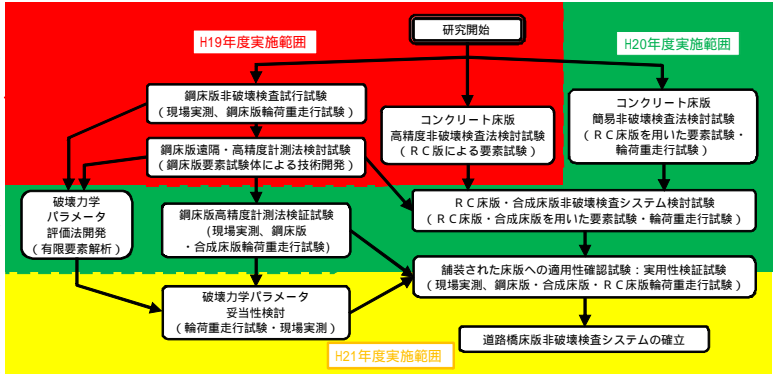 研究開始
H19年度実施範囲
H20年度実施範囲
鋼床版非破壊検査試行試験
(現場実測、鋼床版輪荷重走行試験)
コンクリート床版
高精度非破壊検査法検討試験
(RC版による要素試験)
コンクリート床版
簡易非破壊検査法検討試験
(RC床版を用いた要素試験・
輪荷重走行試験)
鋼床版遠隔・高精度計測法検討試験
(鋼床版要素試験体による技術開発)
破壊力学
パラメータ
評価法開発
(有限要素解析)
鋼床版高精度計測法検証試験
(現場実測、鋼床版
・合成床版輪荷重走行試験)
RC床版・合成床版非破壊検査システム検討試験
(RC床版・合成床版を用いた要素試験・輪荷重走行試験)
舗装された床版への適用性確認試験:実用性検証試験
(現場実測、鋼床版・合成床版・RC床版輪荷重走行試験)
破壊力学パラメータ
妥当性検討
(輪荷重走行試験・現場実測)
道路橋床版非破壊検査システムの確立
H21年度実施範囲